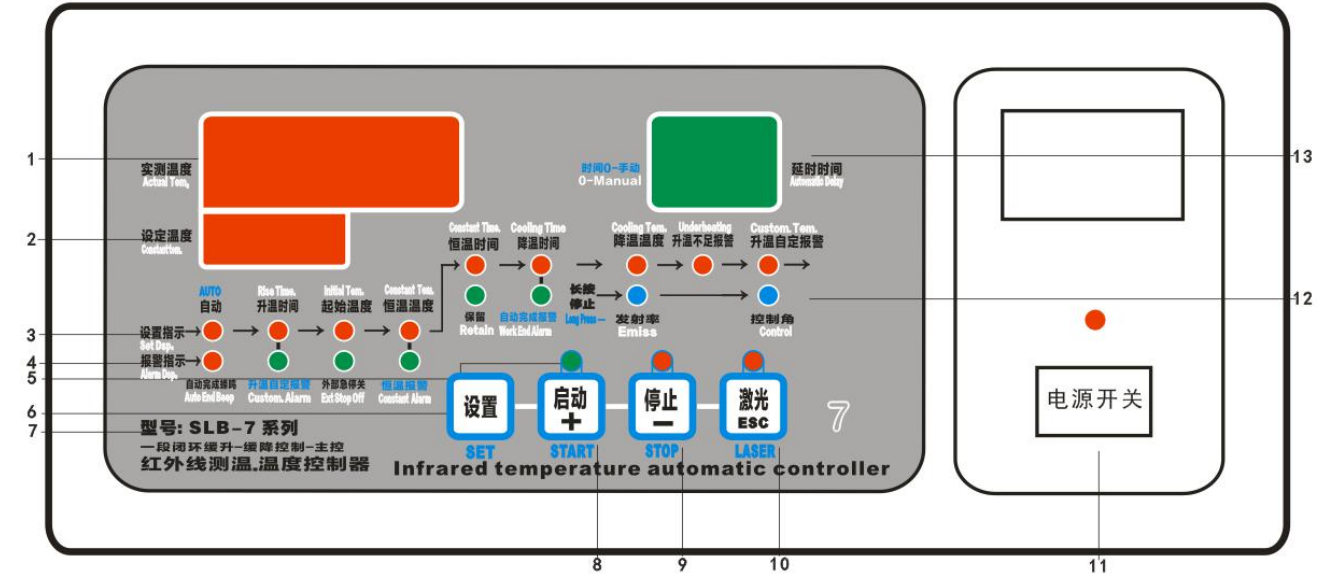 1
实测温度
Actual Tem.
时间0-手动
0-Manual
延时时间
Automatic Delay
13
2
设定温度
Constant tem.
Constant Time.
恒温时间
Cooling Time
降温时间
Cooling Tem.
降温温度
Underheating
升温不足报警
Custom. Tem.
升温自定报警
AUTO
自动
Rise Time.
升温时间
Initial Tem.
起始温度
Constant Tem.
恒温温度
长按
停止
Long Press
保留
Retain
自动完成报警
Work End Alarm
发射率
Emiss
控制角
Control
12
3
设置指示
Set Dsp.
4
报警指示
Alarm Dsp.
5
自动完成蜂鸣
Auto End Beep
升温自定报警
Custom. Alarm
外部急停关
Ext Stop Off
恒温报警
Constant Alarm
6
设置
SET
启动
+
START
停止
−
STOP
激光
ESC
LASER
7
电源开关
7
型号: SLB-7 系列
一段闭环缓升-缓降控制-主控
红外线测温.温度控制器
Infrared temperature automatic controller
8
9
10
11